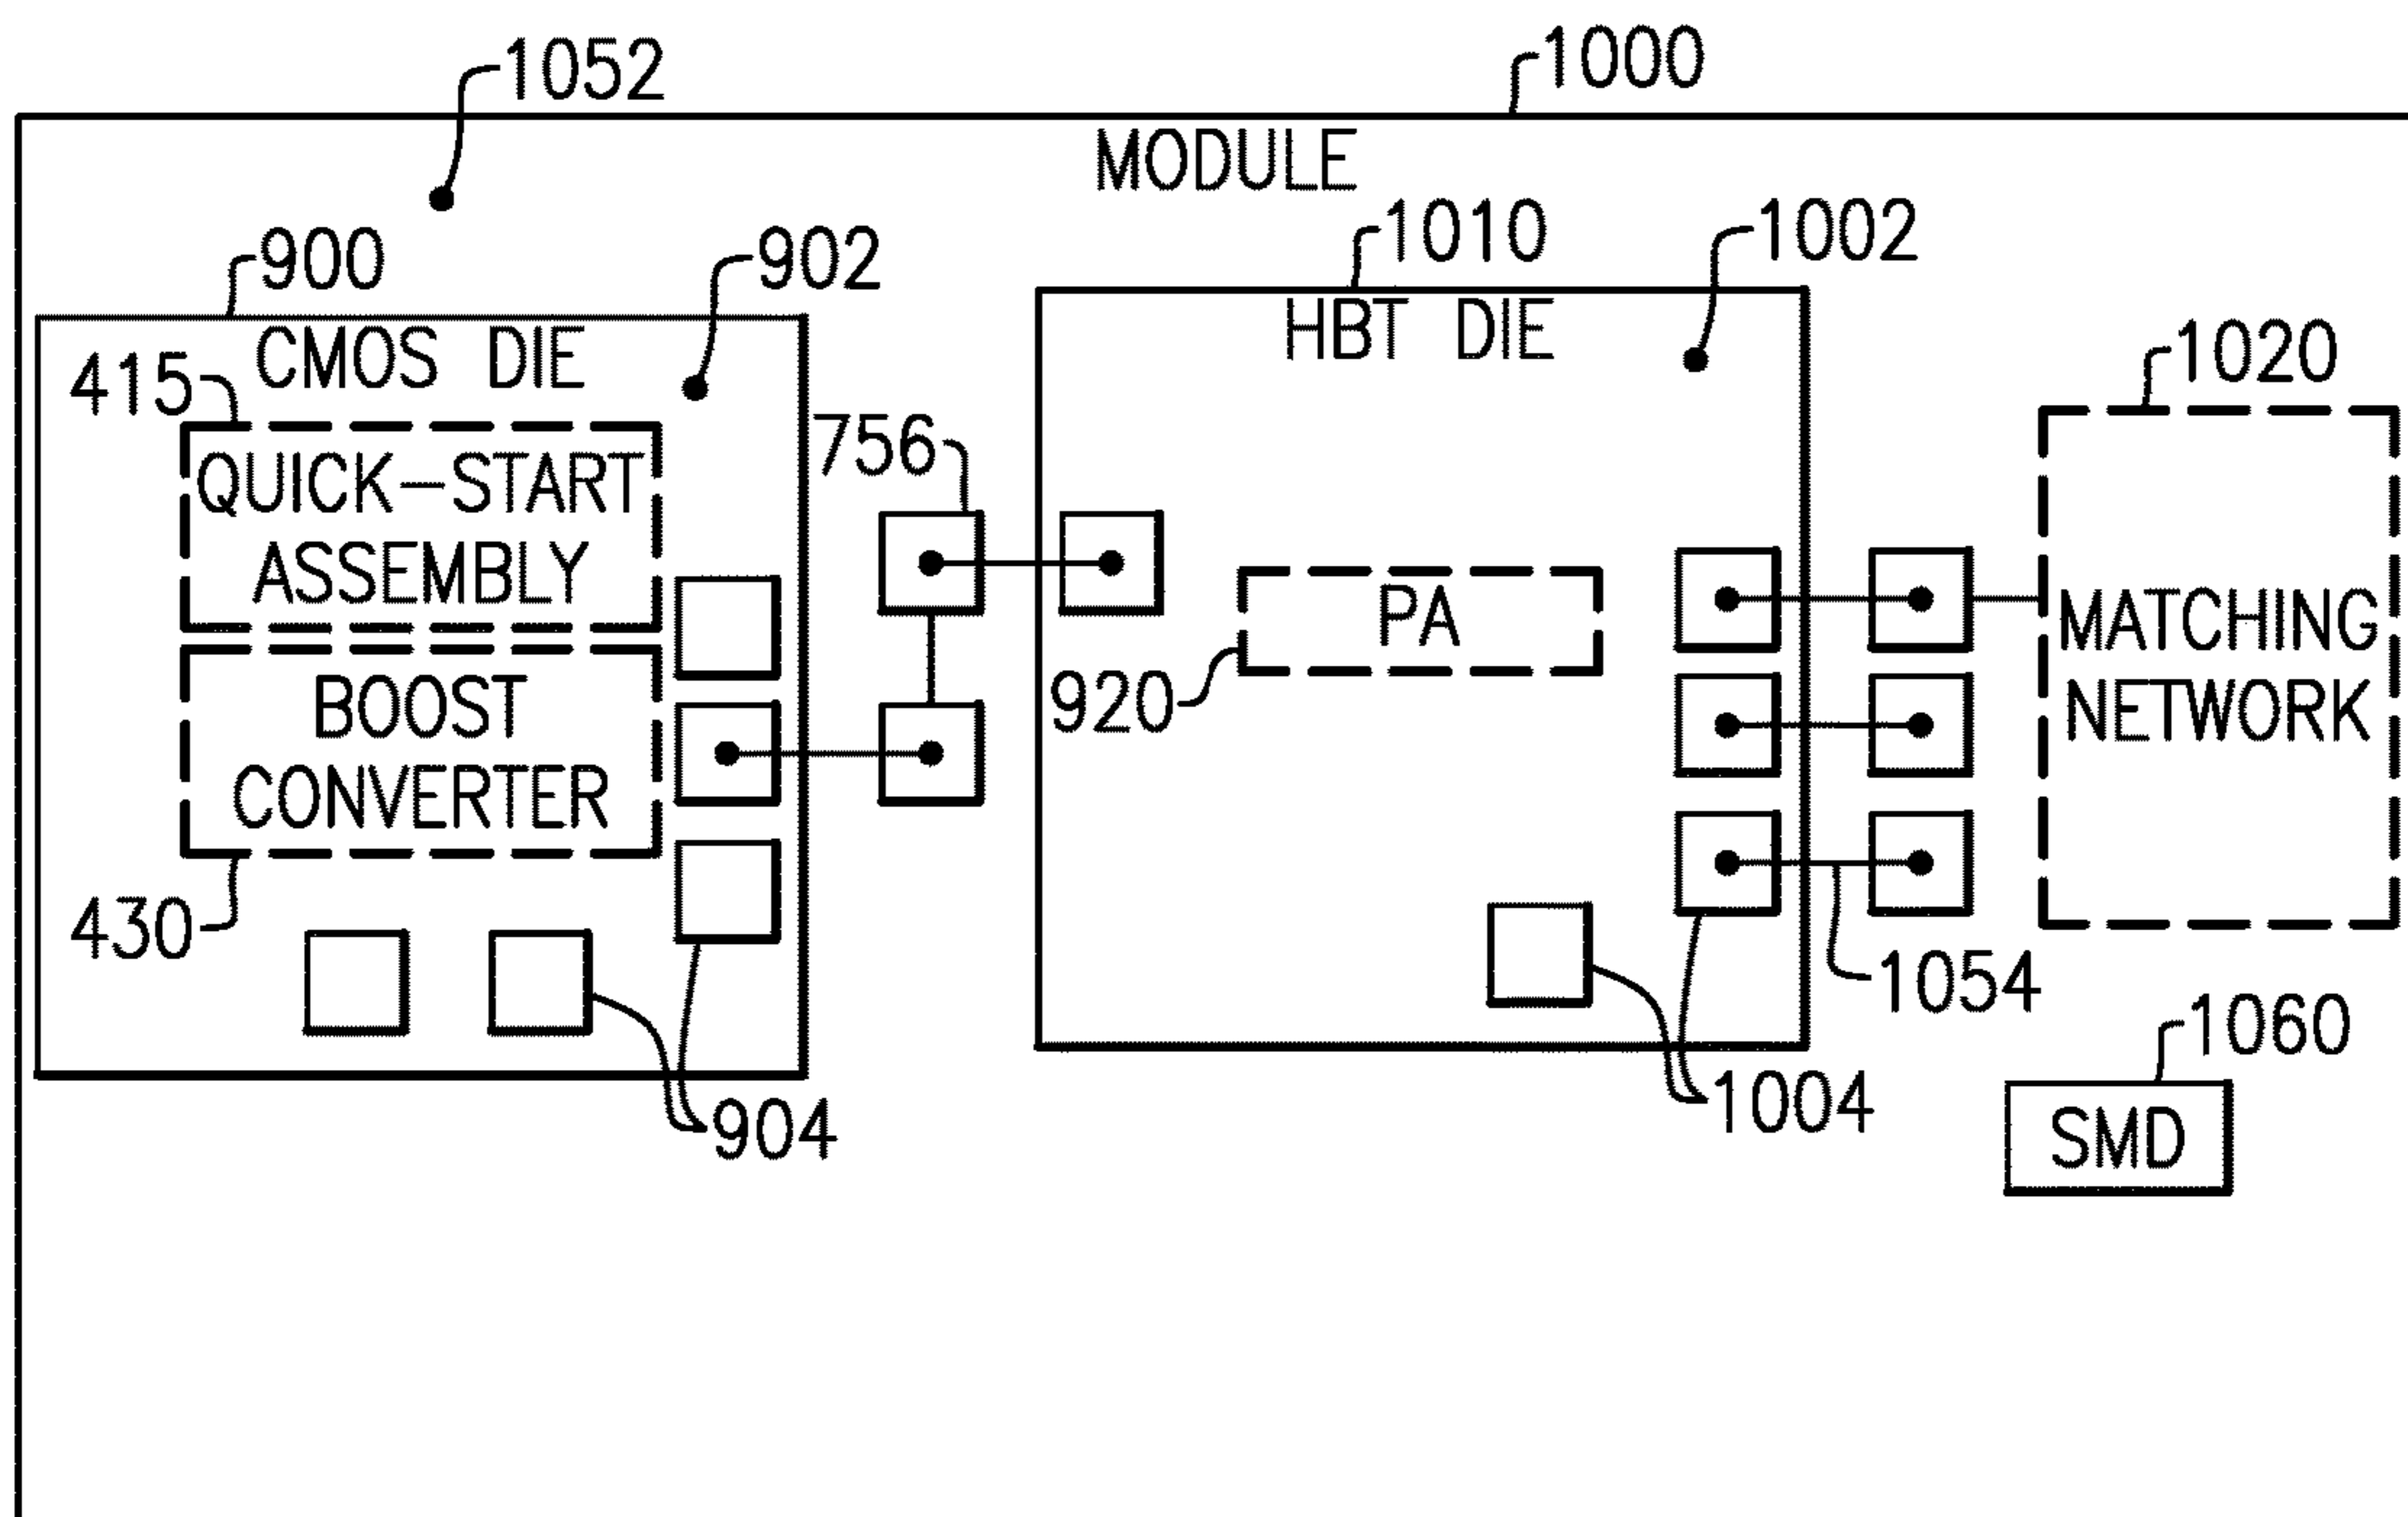 1052
1000
MODULE
900
902
1010
1002
CMOS DIE
HBT DIE
415
1020
QUICK-START
ASSEMBLY
756
PA
MATCHING
NETWORK
920
BOOST
CONVERTER
430
1054
1060
904
1004
SMD